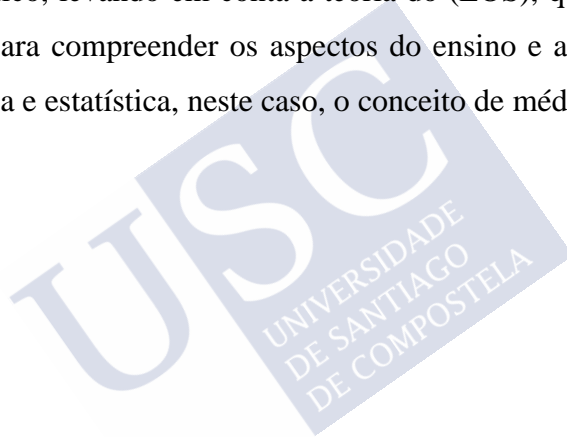 ico, levando em conta a teoria do (EOS), q
ara compreender os aspectos do ensino e a
a e estatística, neste caso, o conceito de méd
USC
UNIVERSIDADE
DE SANTIAGO
DE COMPOSTELA